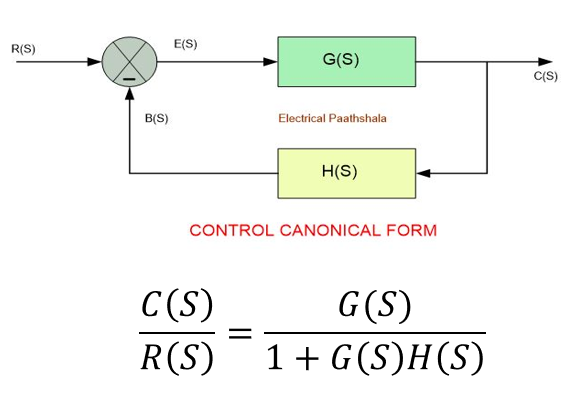 R(S)
E(S)
G(S)
C(S)
B(S)
Electrical Paathshala
H(S)
CONTROL CANONICAL FORM
C(S)/R(S) = G(S)/1 + G(S)H(S)